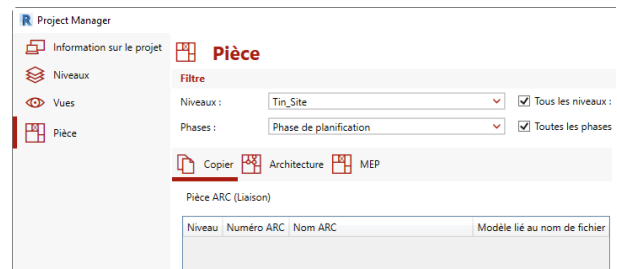 Project Manager
Information sur le projet
Niveaux
Vues
Pièce
Pièce
Filtre
Niveaux :
Tin_Site
Tous les niveaux :
Phases :
Phase de planification
Toutes les phases
Copier
Architecture
MEP
Pièce ARC (Liaison)
Niveau Numéro ARC Nom ARC Modèle lié au nom de fichier